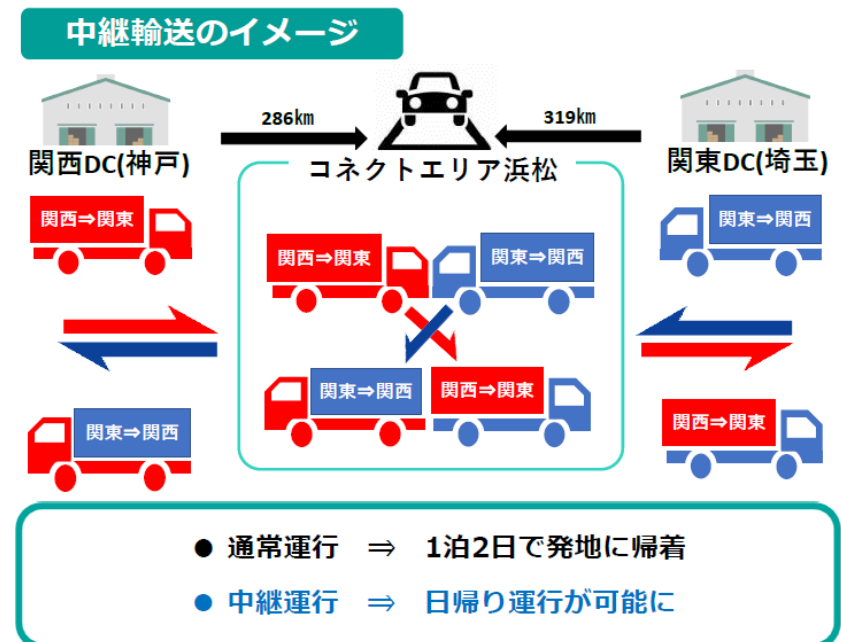 中継輸送のイメージ
286㎞
319㎞
関西DC(神戸)
コネクトエリア浜松
関東DC(埼玉)
関西⇒関東
関東⇒関西
関西⇒関東
関東⇒関西
関東⇒関西
関西⇒関東
関東⇒関西
関西⇒関東
● 通常運行 ⇒ 1泊2日で発地に帰着
● 中継運行 ⇒ 日帰り運行が可能に